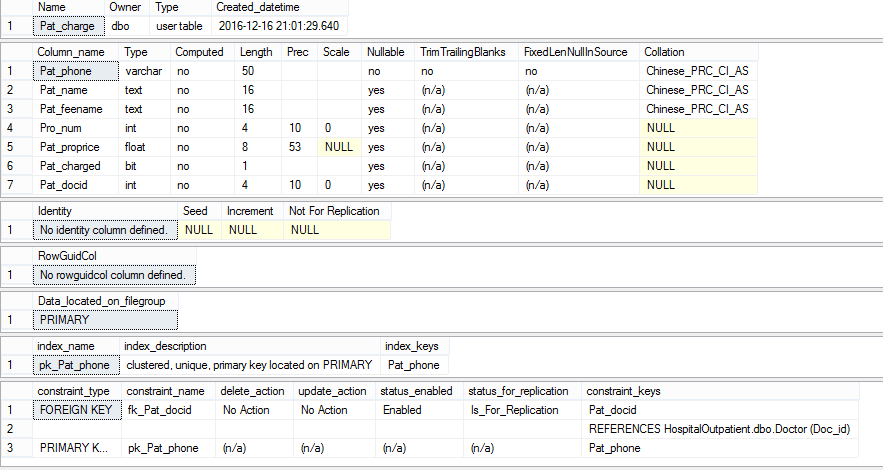 Name Owner Type Created_datetime
1 Pat_charge dbo user table 2016-12-16 21:01:29.640
Column_name Type Computed Length Prec Scale Nullable TrimTrailingBlanks FixedLenNullInSource Collation
1 Pat_phone varchar no 50 no no no Chinese_PRC_CI_AS
2 Pat_name text no 16 yes (n/a) (n/a) Chinese_PRC_CI_AS
3 Pat_feename text no 16 yes (n/a) (n/a) Chinese_PRC_CI_AS
4 Pro_num int no 4 10 0 yes (n/a) (n/a) NULL
5 Pat_proprice float no 8 53 NULL yes (n/a) (n/a) NULL
6 Pat_charged bit no 1 yes (n/a) (n/a) NULL
7 Pat_docid int no 4 10 0 yes (n/a) (n/a) NULL
Identity Seed Increment Not For Replication
1 No identity column defined. NULL NULL NULL
RowGuidCol
1 No rowguidcol column defined.
Data_located_on_filegroup
1 PRIMARY
index_name index_description index_keys
1 pk_Pat_phone clustered, unique, primary key located on PRIMARY Pat_phone
constraint_type constraint_name delete_action update_action status_enabled status_for_replication constraint_keys
1 FOREIGN KEY fk_Pat_docid No Action No Action Enabled Is_For_Replication Pat_docid
2 REFERENCES HospitalOutpatient.dbo.Doctor (Doc_id)
3 PRIMARY K... pk_Pat_phone (n/a) (n/a) (n/a) (n/a) Pat_phone